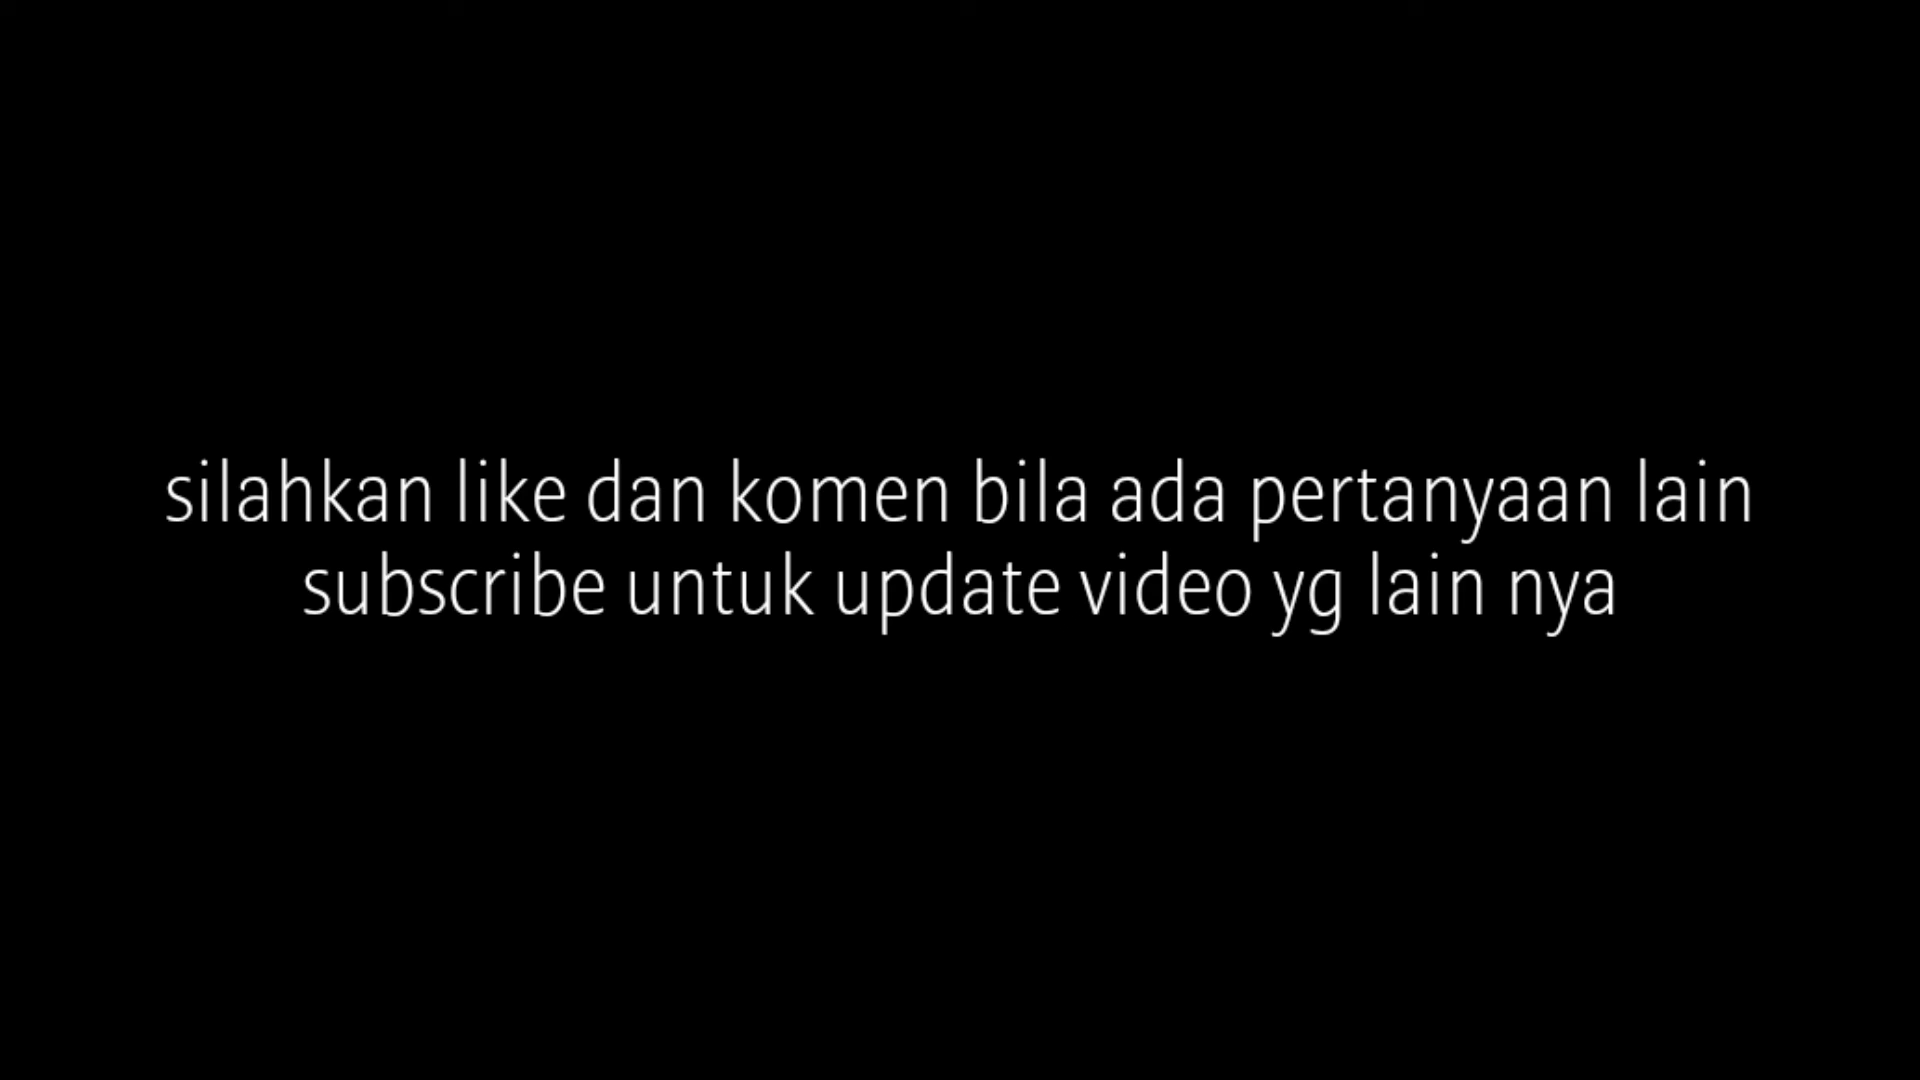 silahkan like dan komen bila ada pertanyaan lain
subscribe untuk update video yg lain nya